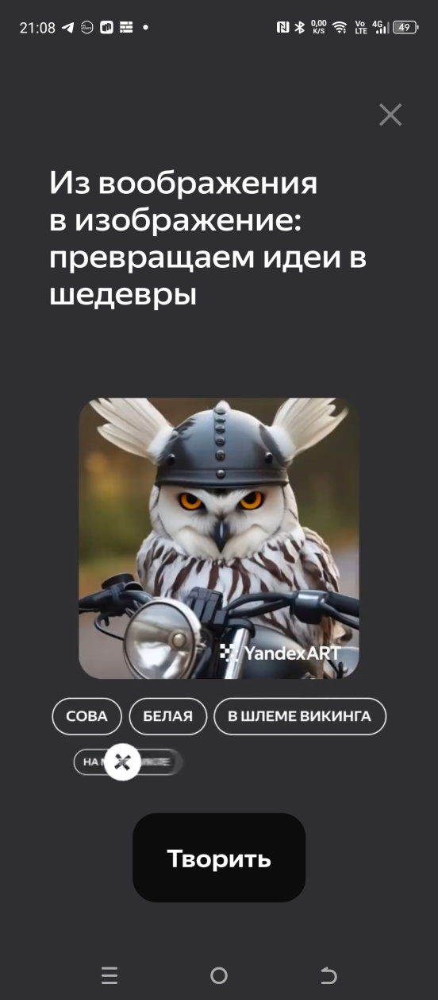 21:08 0,00 K/S Vo LTE 4G 49
Из воображения
в изображение:
превращаем идеи в
шедевры
YandexART
СОВА БЕЛАЯ В ШЛЕМЕ ВИКИНГА
НА
Творить